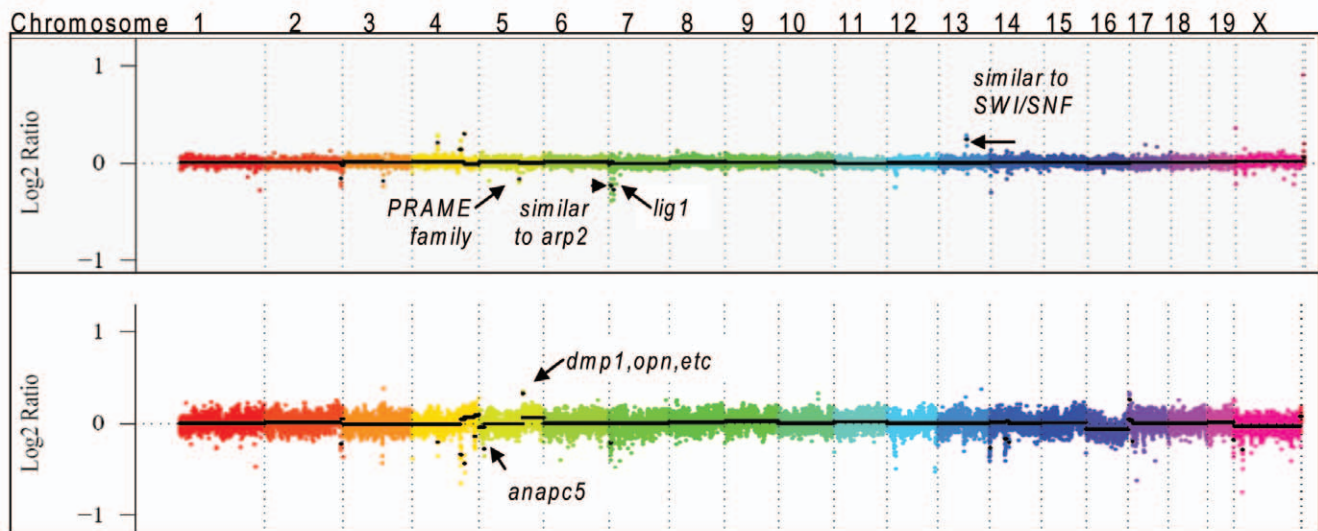 Chromosome 1 2 3 4 5 6 7 8 9 10 11 12 13 14 15 16 17 18 19 X
1
similar to
SWI/SNF
Log2 Ratio
0
PRAME
family
similar
to arp2
lig1
−1
1
dmp1,opn,etc
Log2 Ratio
0
anapc5
−1